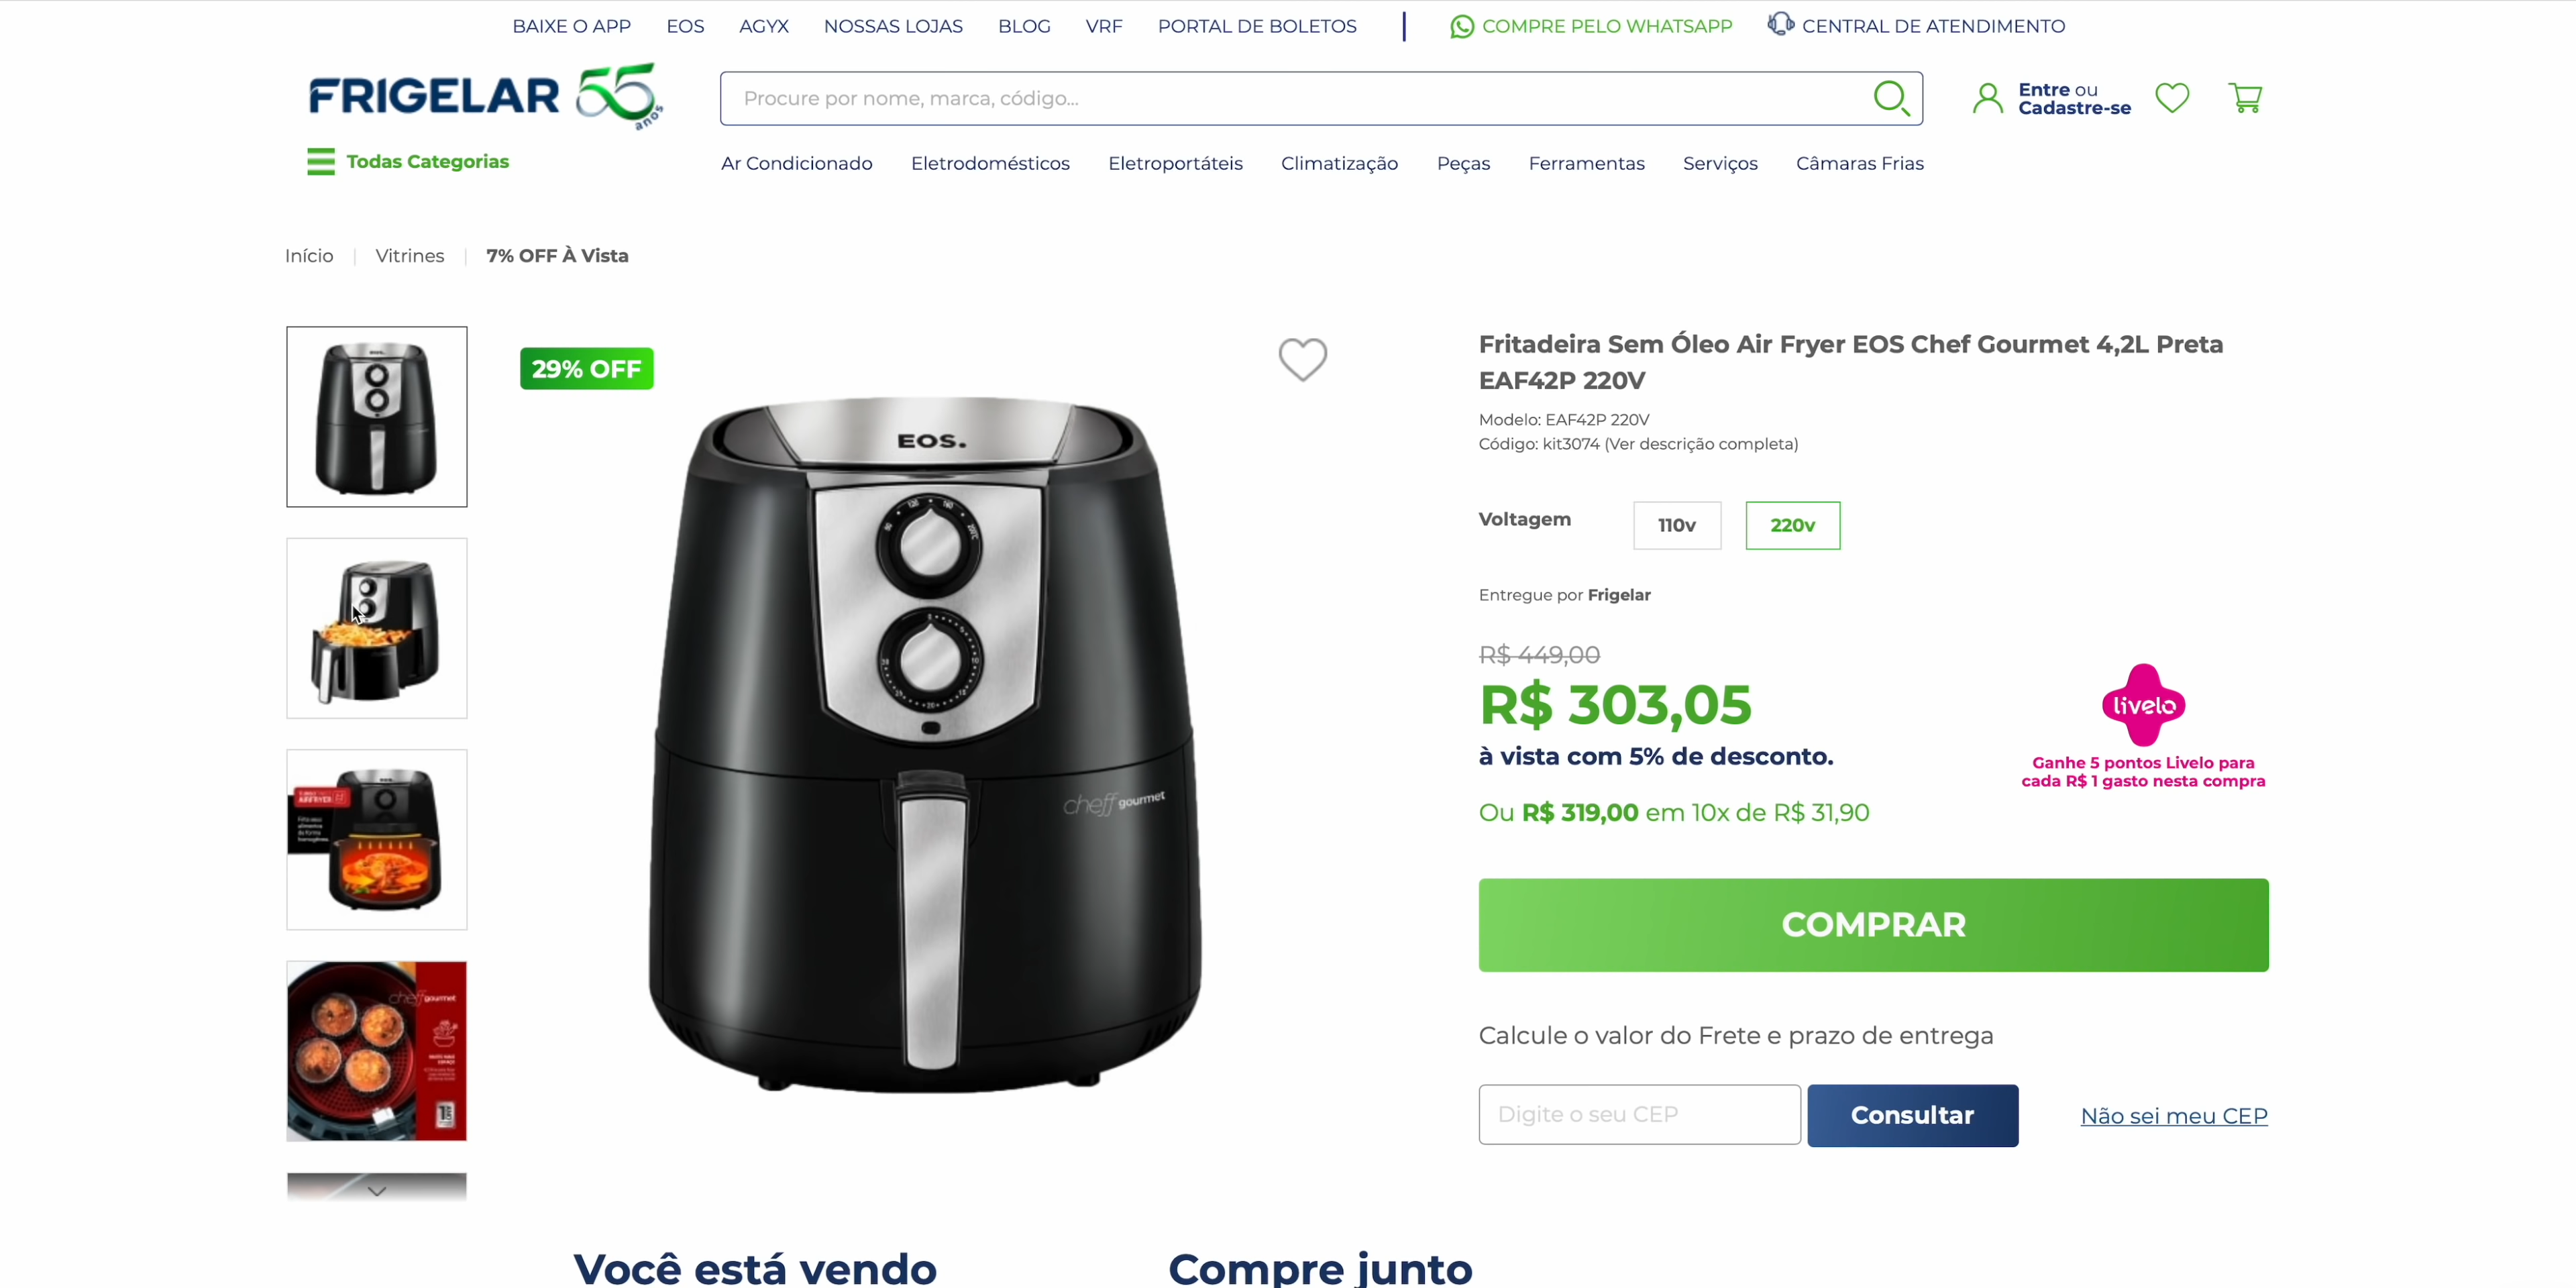 BAIXE O APP EOS AGYX NOSSAS LOJAS BLOG VRF PORTAL DE BOLETOS COMPRE PELO WHATSAPP CENTRAL DE ATENDIMENTO
FRIGELAR 55 anos
Procure por nome, marca, código...
Entre ou
Cadastre-se
Todas Categorias
Ar Condicionado Eletrodomésticos Eletroportáteis Climatização Peças Ferramentas Serviços Câmaras Frias
Início | Vitrines | 7% OFF À Vista
29% OFF
EOS.
cheff gourmet
Fritadeira Sem Óleo Air Fryer EOS Chef Gourmet 4,2L Preta
EAF42P 220V
Modelo: EAF42P 220V
Código: kit3074 (Ver descrição completa)
Voltagem 110v 220v
Entregue por Frigelar
R$ 449,00
R$ 303,05
à vista com 5% de desconto.
Ou R$ 319,00 em 10x de R$ 31,90
livelo
Ganhe 5 pontos Livelo para
cada R$ 1 gasto nesta compra
COMPRAR
Calcule o valor do Frete e prazo de entrega
Digite o seu CEP
Consultar
Não sei meu CEP
Você está vendo
Compre junto